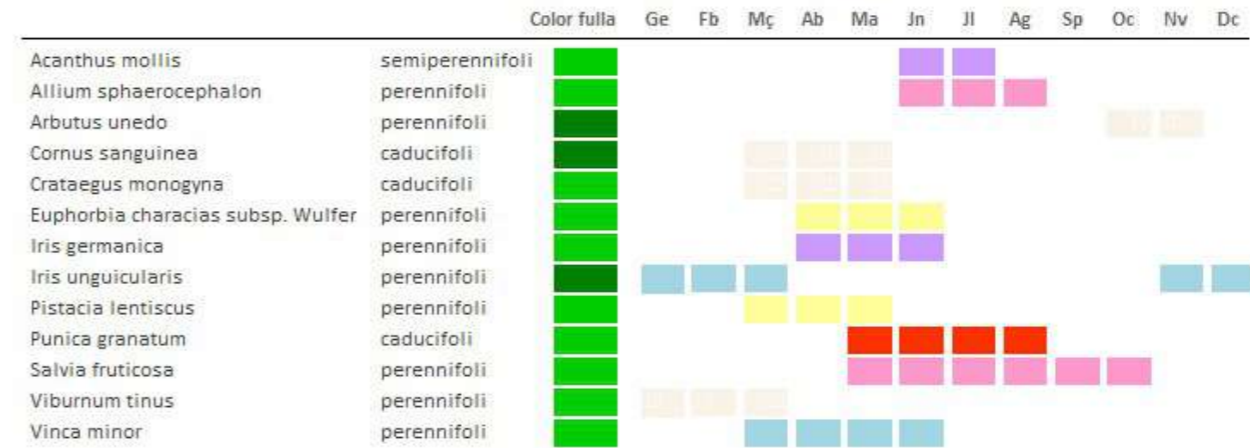 Color fulla Ge Fb Mç Ab Ma Jn Jl Ag Sp Oc Nv Dc
Acanthus mollis semiperennifoli
Allium sphaerocephalon perennifoli
Arbutus unedo perennifoli
Cornus sanguinea caducifoli
Crataegus monogyna caducifoli
Euphorbia characias subsp. Wulfer perennifoli
Iris germanica perennifoli
Iris unguicularis perennifoli
Pistacia lentiscus perennifoli
Punica granatum caducifoli
Salvia fruticosa perennifoli
Viburnum tinus perennifoli
Vinca minor perennifoli